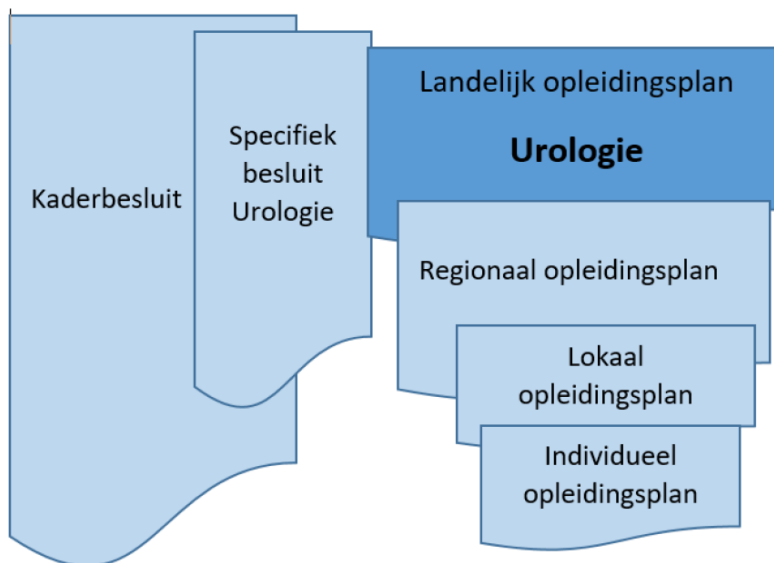 Kaderbesluit
Specifiek
besluit
Urologie
Landelijk opleidingsplan
Urologie
Regionaal opleidingsplan
Lokaal
opleidingsplan
Individueel
opleidingsplan